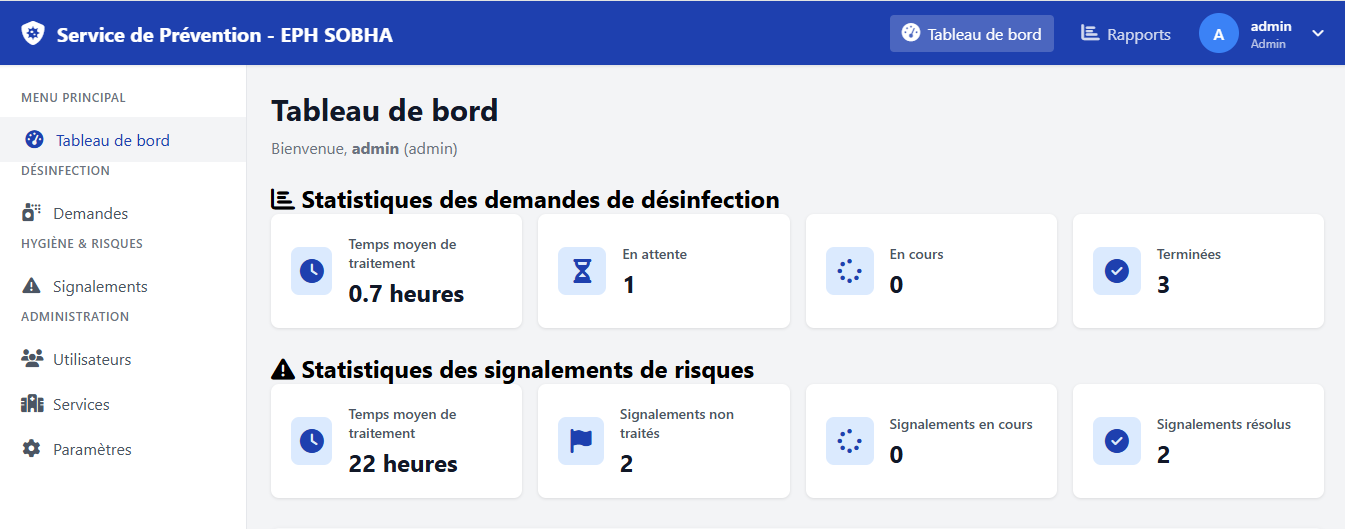 Service de Prévention - EPH SOBHA
Tableau de bord
Rapports
A
admin
Admin
MENU PRINCIPAL
Tableau de bord
DÉSINFECTION
Demandes
HYGIÈNE & RISQUES
Signalements
ADMINISTRATION
Utilisateurs
Services
Paramètres
Tableau de bord
Bienvenue, admin (admin)
Statistiques des demandes de désinfection
Temps moyen de
traitement
0.7 heures
En attente
1
En cours
0
Terminées
3
Statistiques des signalements de risques
Temps moyen de
traitement
22 heures
Signalements non
traités
2
Signalements en cours
0
Signalements résolus
2